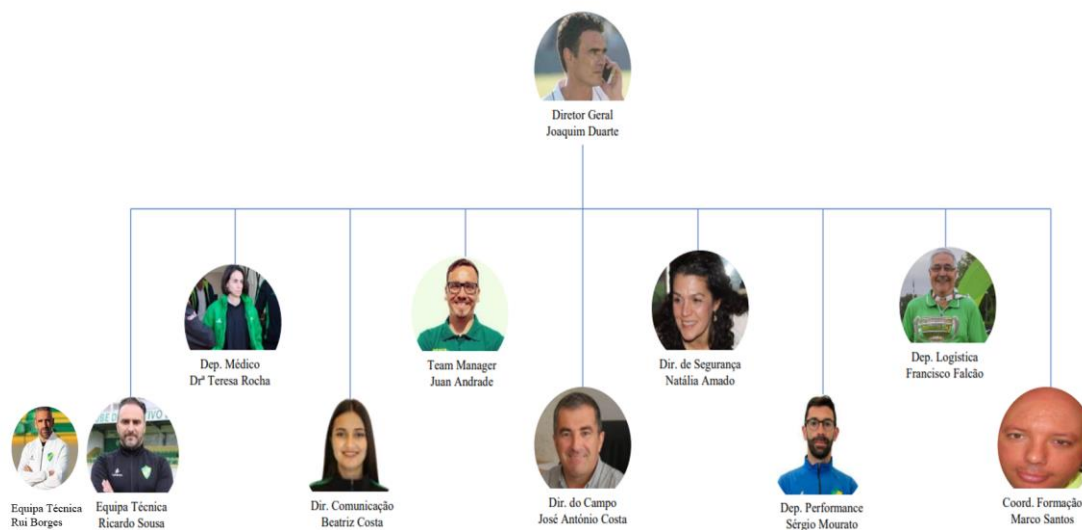 Diretor Geral
Joaquim Duarte
Dep. Médico
Drª Teresa Rocha
Team Manager
Juan Andrade
Dir. de Segurança
Natália Amado
Dep. Logística
Francisco Falcão
Equipa Técnica
Rui Borges
Equipa Técnica
Ricardo Sousa
Dir. Comunicação
Beatriz Costa
Dir. do Campo
José António Costa
Dep. Performance
Sérgio Mourato
Coord. Formação
Marco Santos